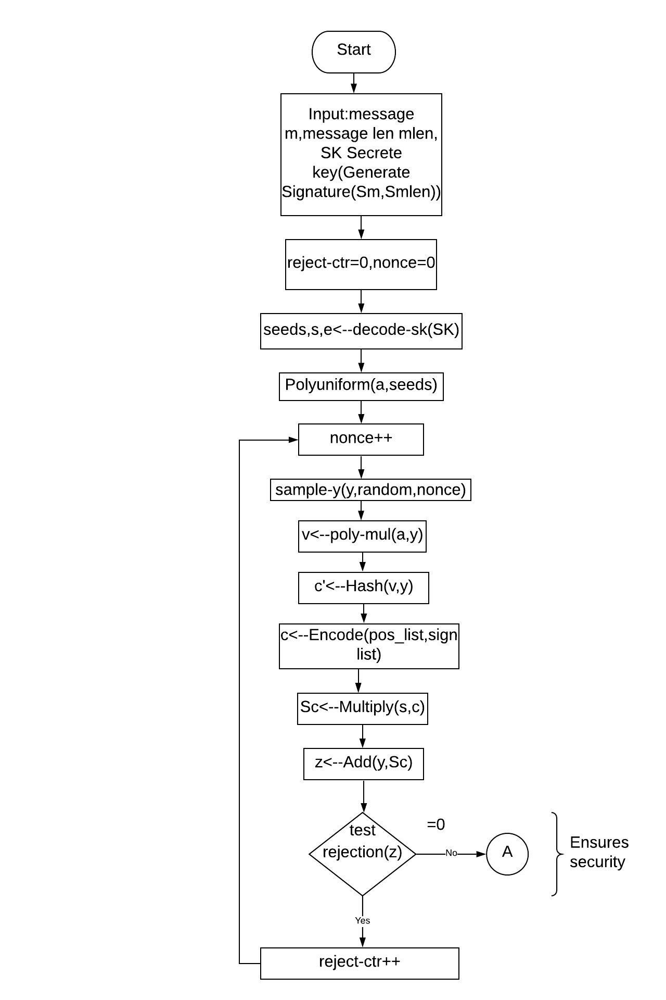 Start
Input:message
m,message len mlen,
SK Secrete
key(Generate
Signature(Sm,Smlen))
reject-ctr=0,nonce=0
seeds,s,e<--decode-sk(SK)
Polyuniform(a,seeds)
nonce++
sample-y(y,random,nonce)
v<--poly-mul(a,y)
c'<--Hash(v,y)
c<--Encode(pos_list,sign
list)
Sc<--Multiply(s,c)
z<--Add(y,Sc)
test
rejection(z)
=0
No
A
Ensures
security
Yes
reject-ctr++